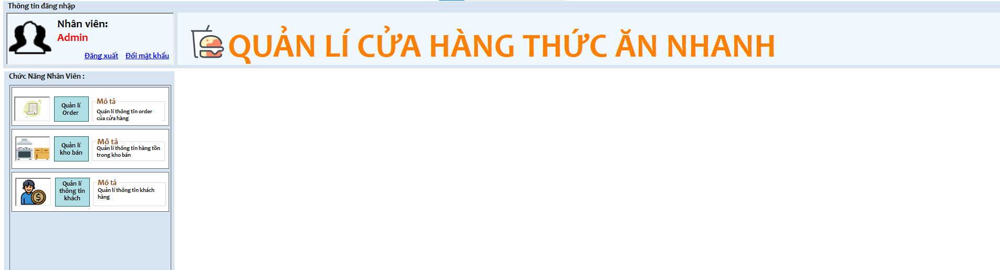 Thông tin đăng nhập
Nhân viên:
Admin
Đăng xuất Đổi mật khẩu
QUẢN LÍ CỬA HÀNG THỨC ĂN NHANH
Chức Năng Nhân Viên :
Quản lí
Order
Mô tả
Quán lí thông tin order
của cửa hàng
Quản lí
kho bán
Mô tả
Quản lí thông tin hàng tồn
trong kho bán
Quản lí
thông tin
khách
Mô tả
Quản lí thông tin khách
hàng